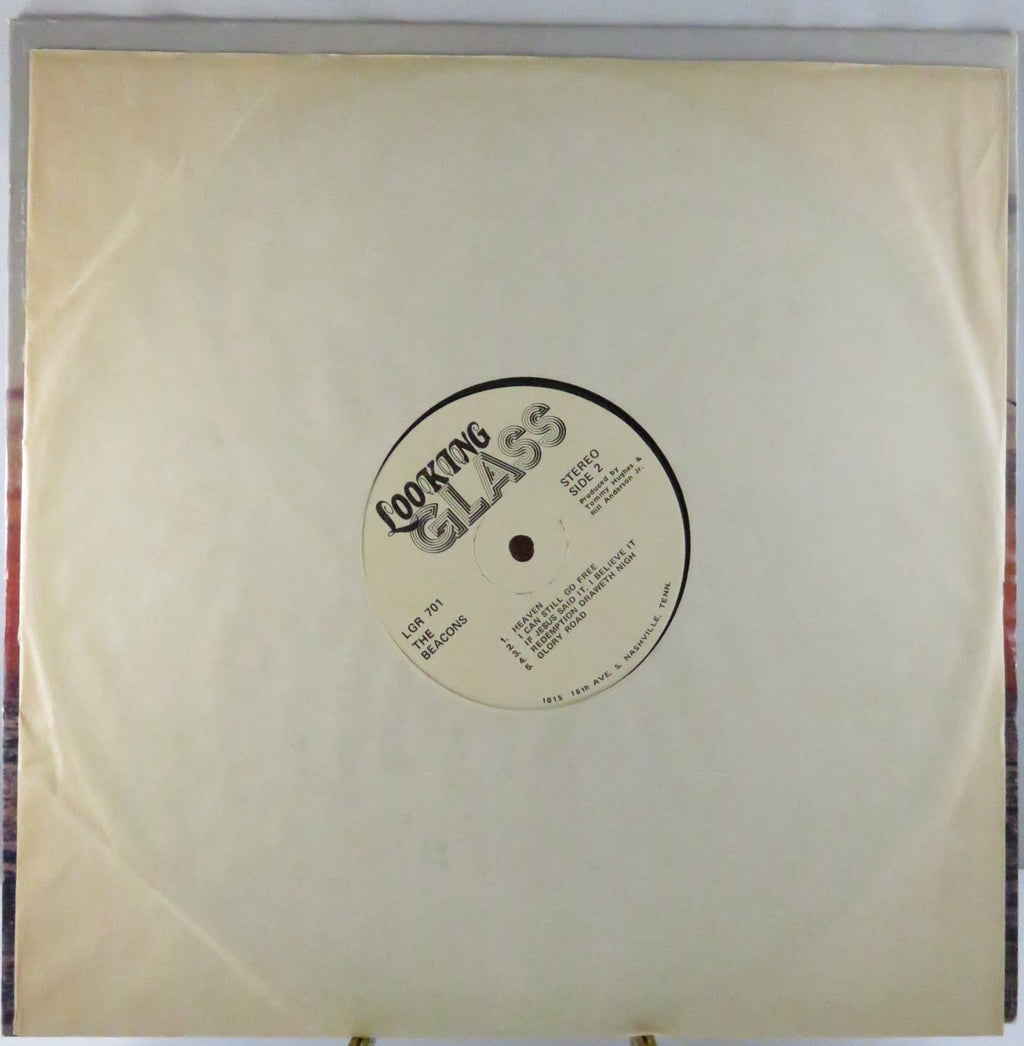 LOOKING
GLASS
STEREO
SIDE 2
Produced by
Tommy Hughes &
Rill Anderson Jr.
LGR 701
THE
BEACONS
1. HEAVEN
2. I CAN STILL GO FREE
3. IF JESUS SAID IT, I BELIEVE IT
4. REDEMPTION DRAWETH NIGH
5. GLORY ROAD
1015 16th AVE. S. NASHVILLE, TENN.